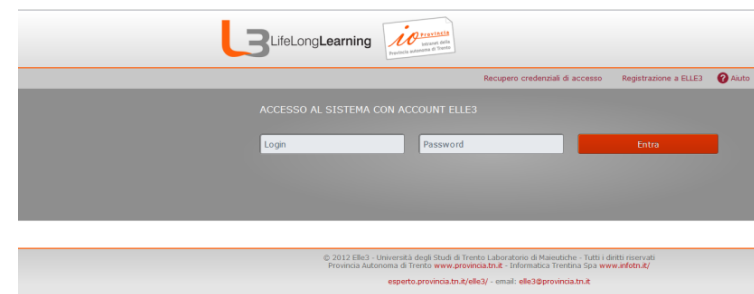 L3 LifeLongLearning
io Provincia
Intranet della
Provincia autonoma di Trento
Recupero credenziali di accesso Registrazione a ELLE3 ? Aiuto
ACCESSO AL SISTEMA CON ACCOUNT ELLE3
Login Password Entra
© 2012 Elle3 - Università degli Studi di Trento Laboratorio di Maieutiche - Tutti i diritti riservati
Provincia Autonoma di Trento www.provincia.tn.it - Informatica Trentina Spa www.infotn.it/
esperto.provincia.tn.it/elle3/ - email: elle3@provincia.tn.it